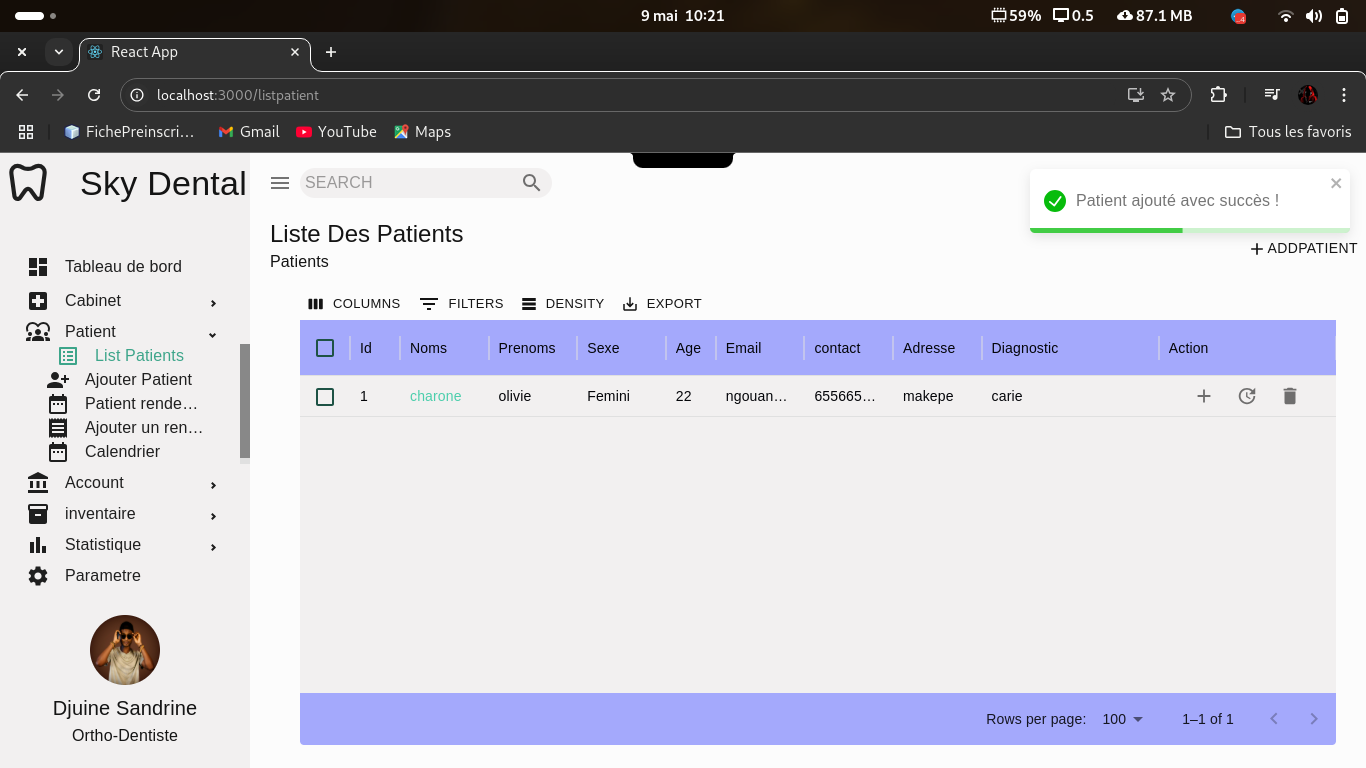 9 mai 10:21
59% 0.5 87.1 MB
React App
localhost:3000/listpatient
FichePreinscri… Gmail YouTube Maps Tous les favoris
Sky Dental
SEARCH
Patient ajouté avec succès !
Liste Des Patients
Patients
ADDPATIENT
Tableau de bord
Cabinet
Patient
List Patients
Ajouter Patient
Patient rende…
Ajouter un ren…
Calendrier
Account
inventaire
Statistique
Parametre
Djuine Sandrine
Ortho-Dentiste
COLUMNS FILTERS DENSITY EXPORT
Id Noms Prenoms Sexe Age Email contact Adresse Diagnostic Action
1 charone olivie Femini 22 ngouan… 655665… makepe carie
Rows per page: 100 1–1 of 1